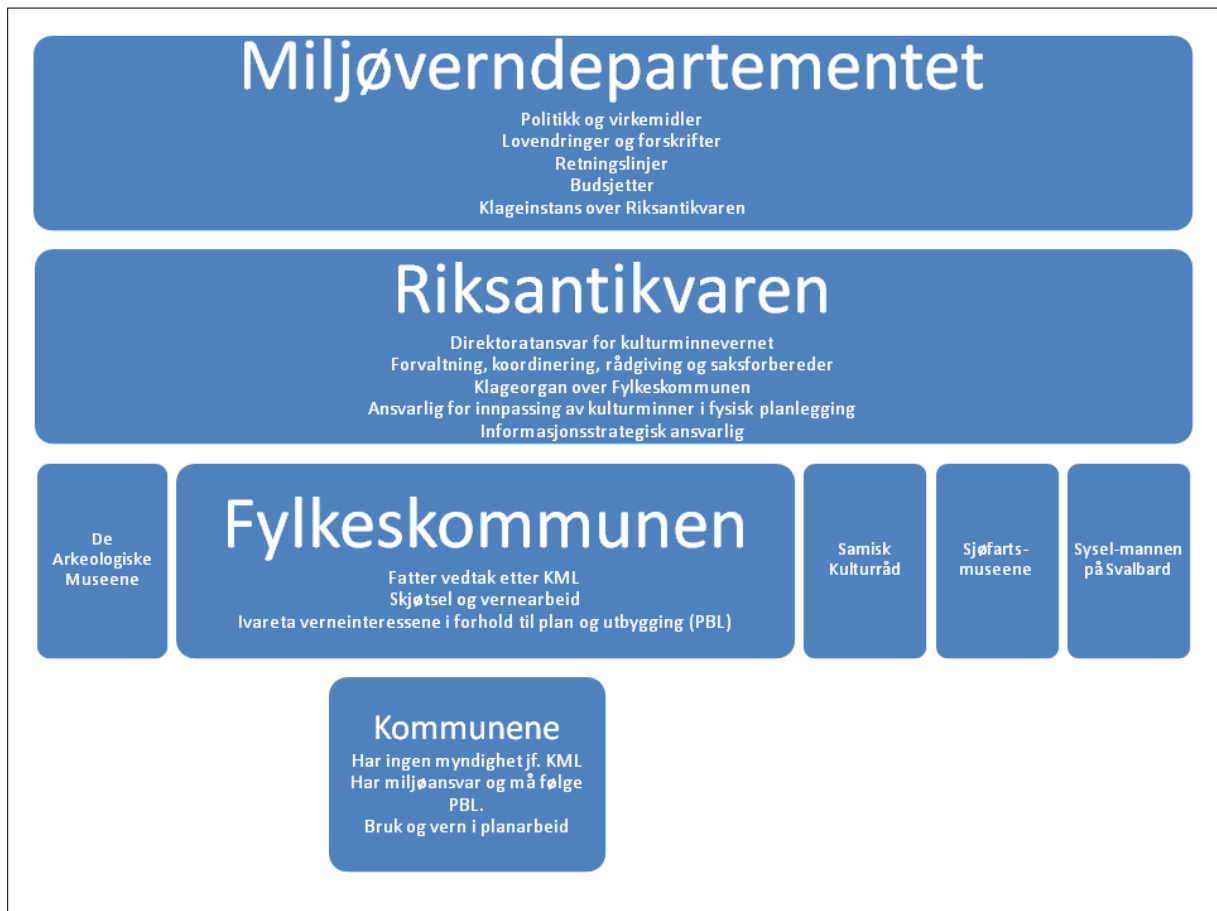 Miljøverndepartementet
Politikk og virkemidler
Lovendringer og forskrifter
Retningslinjer
Budsjetter
Klageinstans over Riksantikvaren
Riksantikvaren
Direktoratansvar for kulturminnevernet
Forvaltning, koordinering, rådgiving og saksforbereder
Klageorgan over Fylkeskommunen
Ansvarlig for innpassing av kulturminner i fysisk planlegging
Informasjonsstrategisk ansvarlig
De
Arkeologiske
Museene
Fylkeskommunen
Fatter vedtak etter KML
Skjøtsel og vernearbeid
Ivareta verneinteressene i forhold til plan og utbygging (PBL)
Samisk
Kulturråd
Sjøfarts-
museene
Sysel-mannen
på Svalbard
Kommunene
Har ingen myndighet jf. KML
Har miljøansvar og må følge
PBL.
Bruk og vern i planarbeid